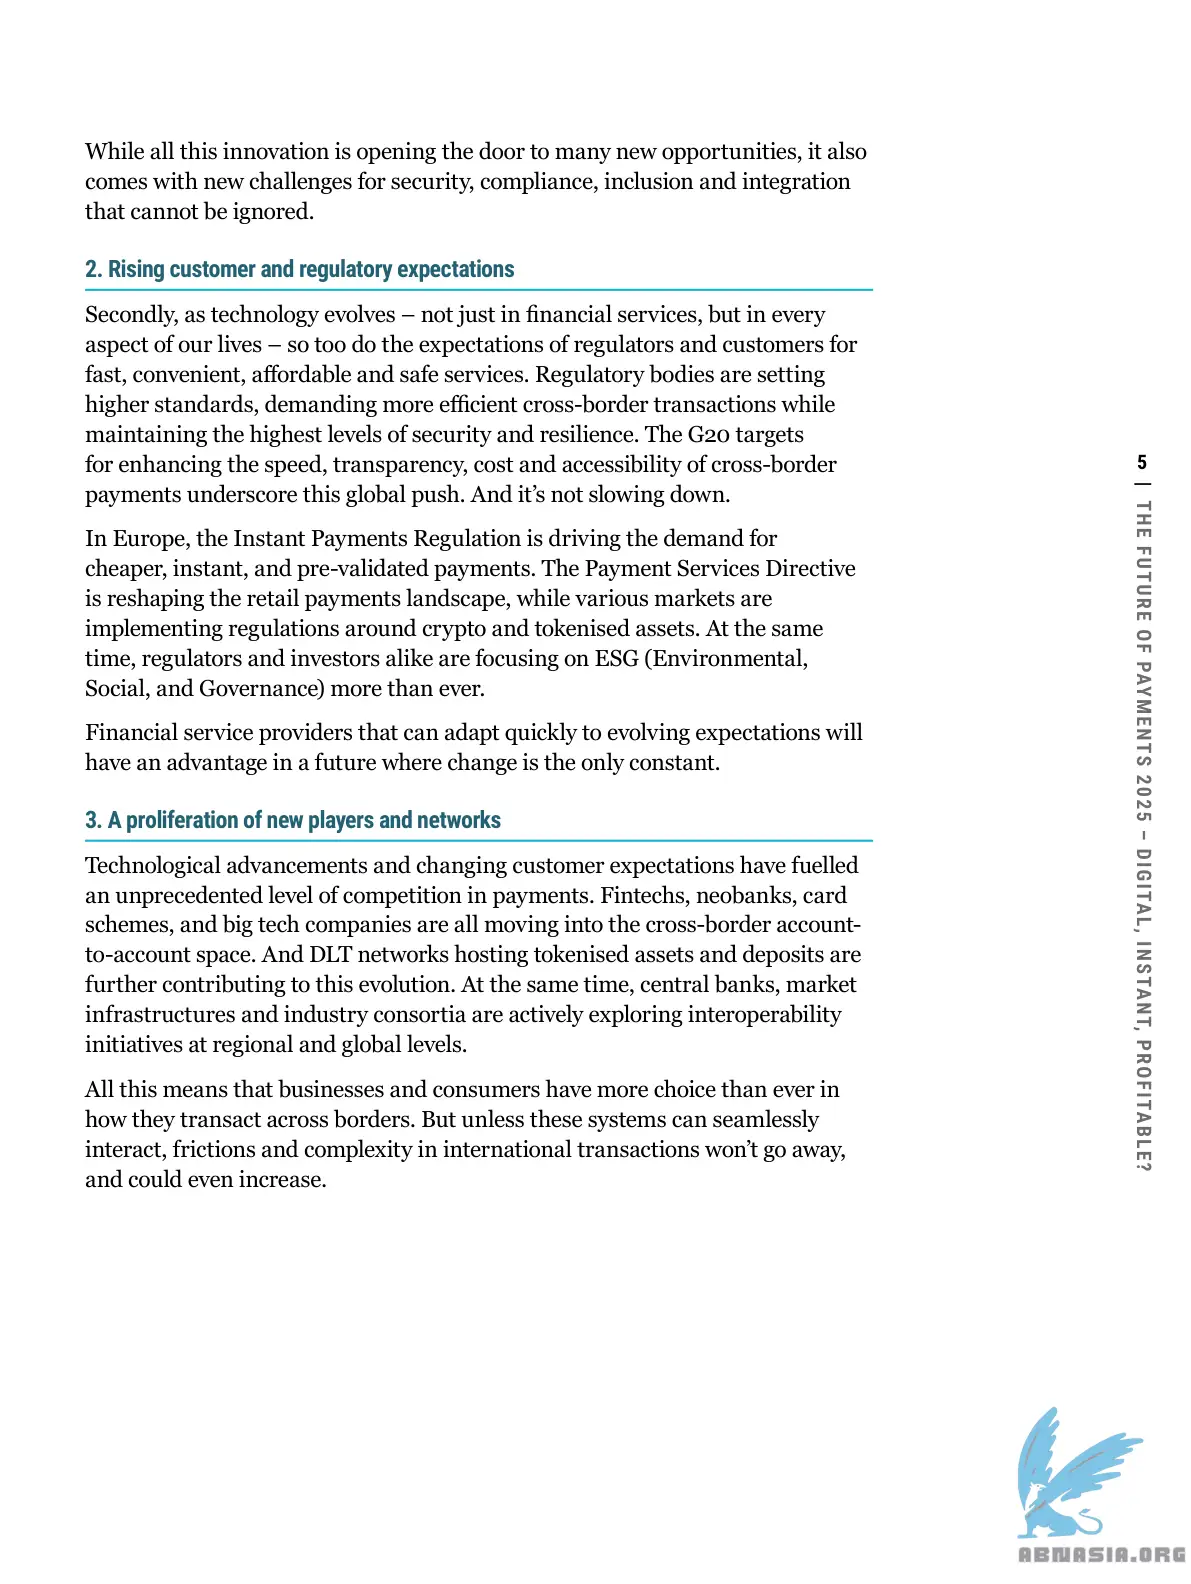 While all this innovation is opening the door to many new opportunities, it also
comes with new challenges for security, compliance, inclusion and integration
that cannot be ignored.
2. Rising customer and regulatory expectations
Secondly, as technology evolves – not just in financial services, but in every
aspect of our lives – so too do the expectations of regulators and customers for
fast, convenient, affordable and safe services. Regulatory bodies are setting
higher standards, demanding more efficient cross-border transactions while
maintaining the highest levels of security and resilience. The G20 targets
for enhancing the speed, transparency, cost and accessibility of cross-border
payments underscore this global push. And it’s not slowing down.
In Europe, the Instant Payments Regulation is driving the demand for
cheaper, instant, and pre-validated payments. The Payment Services Directive
is reshaping the retail payments landscape, while various markets are
implementing regulations around crypto and tokenised assets. At the same
time, regulators and investors alike are focusing on ESG (Environmental,
Social, and Governance) more than ever.
Financial service providers that can adapt quickly to evolving expectations will
have an advantage in a future where change is the only constant.
3. A proliferation of new players and networks
Technological advancements and changing customer expectations have fuelled
an unprecedented level of competition in payments. Fintechs, neobanks, card
schemes, and big tech companies are all moving into the cross-border account-
to-account space. And DLT networks hosting tokenised assets and deposits are
further contributing to this evolution. At the same time, central banks, market
infrastructures and industry consortia are actively exploring interoperability
initiatives at regional and global levels.
All this means that businesses and consumers have more choice than ever in
how they transact across borders. But unless these systems can seamlessly
interact, frictions and complexity in international transactions won’t go away,
and could even increase.
5
THE FUTURE OF PAYMENTS 2025 – DIGITAL, INSTANT, PROFITABLE?
ABNASIA.ORG